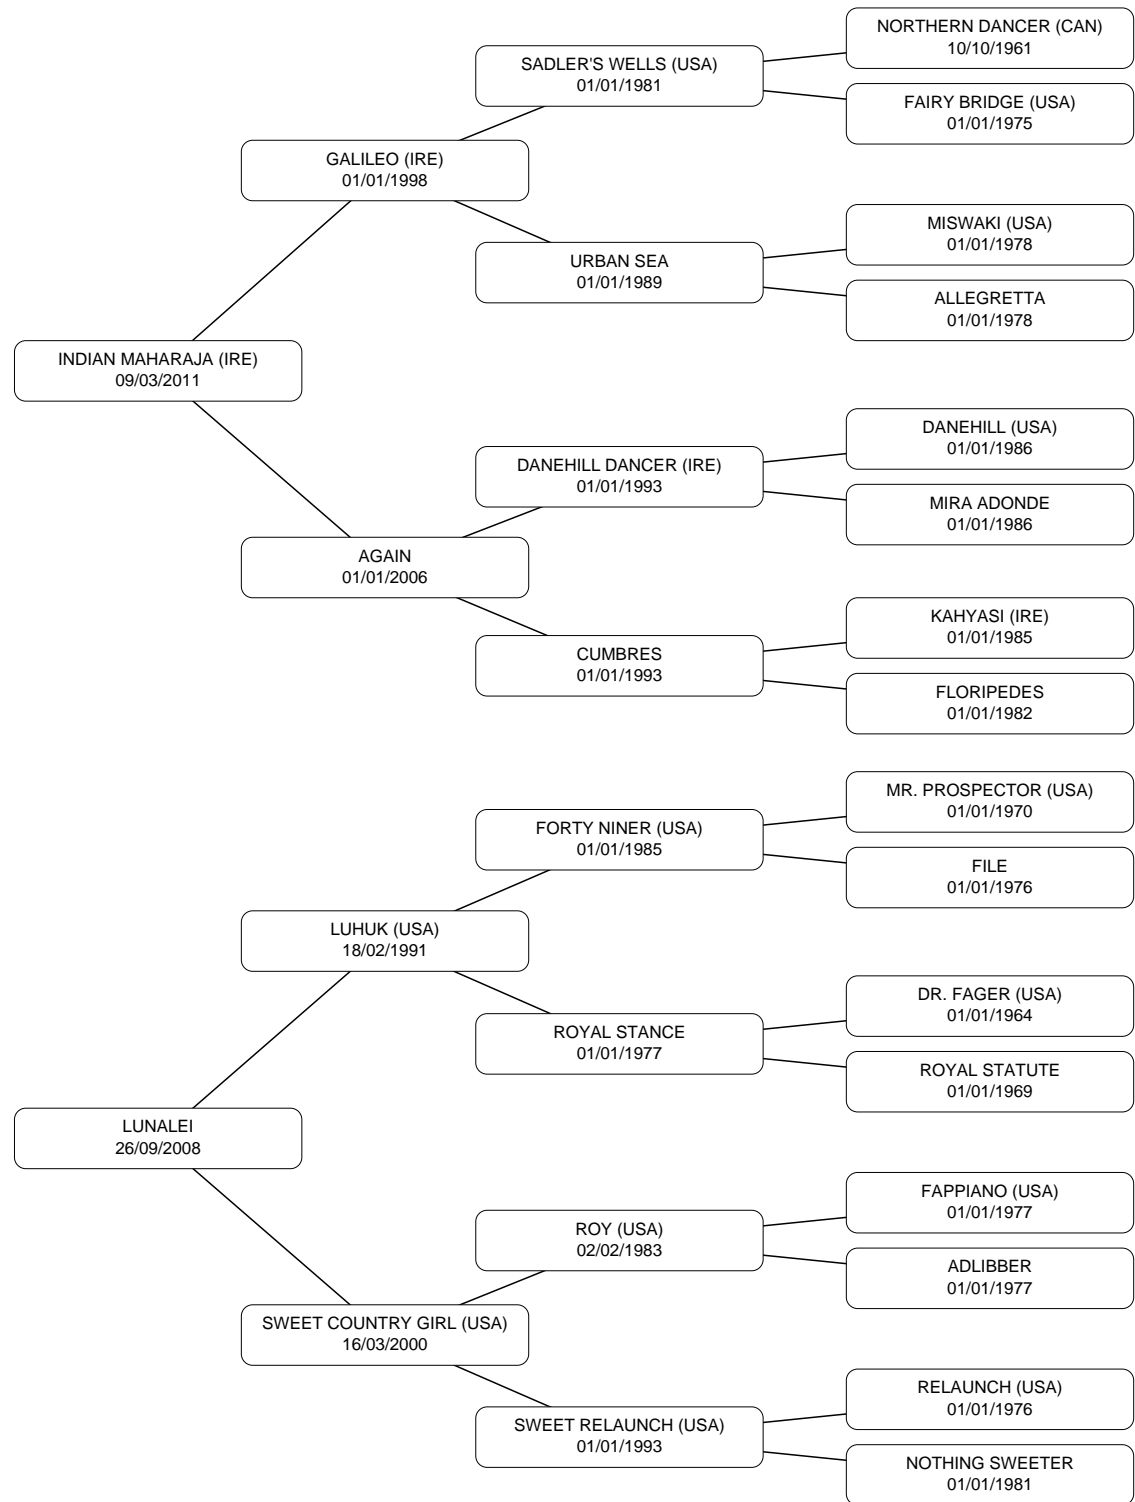 NORTHERN DANCER (CAN)
10/10/1961
SADLER'S WELLS (USA)
01/01/1981
FAIRY BRIDGE (USA)
01/01/1975
GALILEO (IRE)
01/01/1998
MISWAKI (USA)
01/01/1978
URBAN SEA
01/01/1989
ALLEGRETTA
01/01/1978
INDIAN MAHARAJA (IRE)
09/03/2011
DANEHILL (USA)
01/01/1986
DANEHILL DANCER (IRE)
01/01/1993
MIRA ADONDE
01/01/1986
AGAIN
01/01/2006
KAHYASI (IRE)
01/01/1985
CUMBRES
01/01/1993
FLORIPEDES
01/01/1982
MR. PROSPECTOR (USA)
01/01/1970
FORTY NINER (USA)
01/01/1985
FILE
01/01/1976
LUHUK (USA)
18/02/1991
DR. FAGER (USA)
01/01/1964
ROYAL STANCE
01/01/1977
ROYAL STATUTE
01/01/1969
LUNALEI
26/09/2008
FAPPIANO (USA)
01/01/1977
ROY (USA)
02/02/1983
ADLIBBER
01/01/1977
SWEET COUNTRY GIRL (USA)
16/03/2000
RELAUNCH (USA)
01/01/1976
SWEET RELAUNCH (USA)
01/01/1993
NOTHING SWEETER
01/01/1981